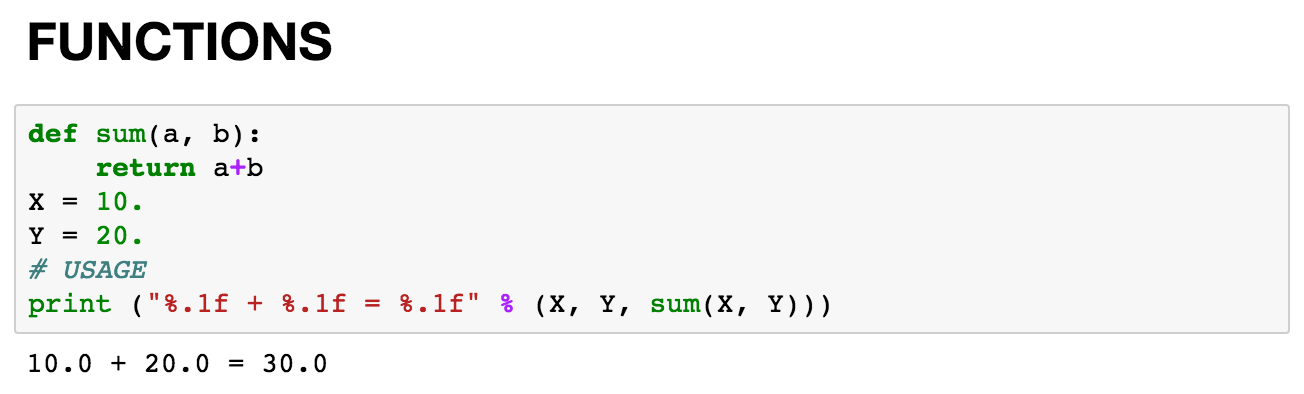 FUNCTIONS
def sum(a, b):
    return a+b
X = 10.
Y = 20.
# USAGE
print ("%.1f + %.1f = %.1f" % (X, Y, sum(X, Y)))
10.0 + 20.0 = 30.0